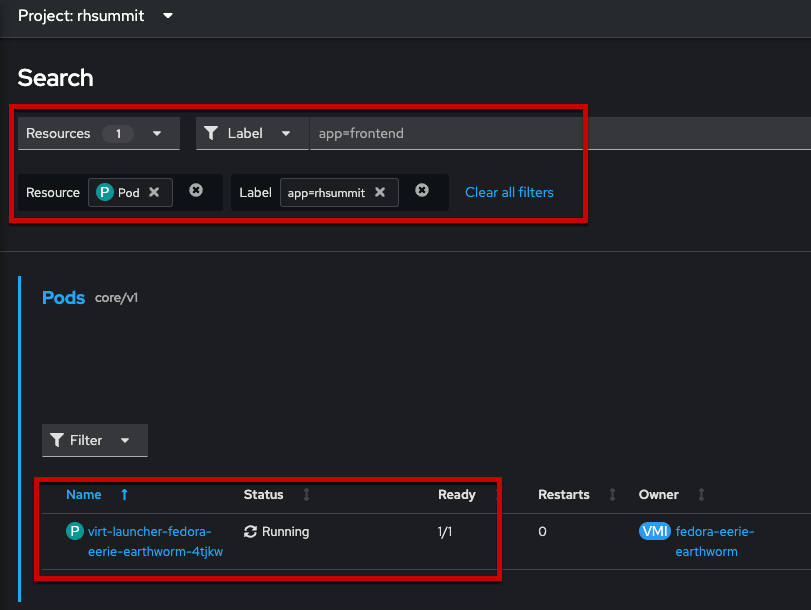 Project: rhsummit
Search
Resources 1 Label app=frontend
Resource P Pod Label app=rhsummit Clear all filters
Pods core/v1
Filter
Name Status Ready Restarts Owner
P virt-launcher-fedora- Running 1/1 0 VMI fedora-eerie-
eerie-earthworm-4tjkw earthworm